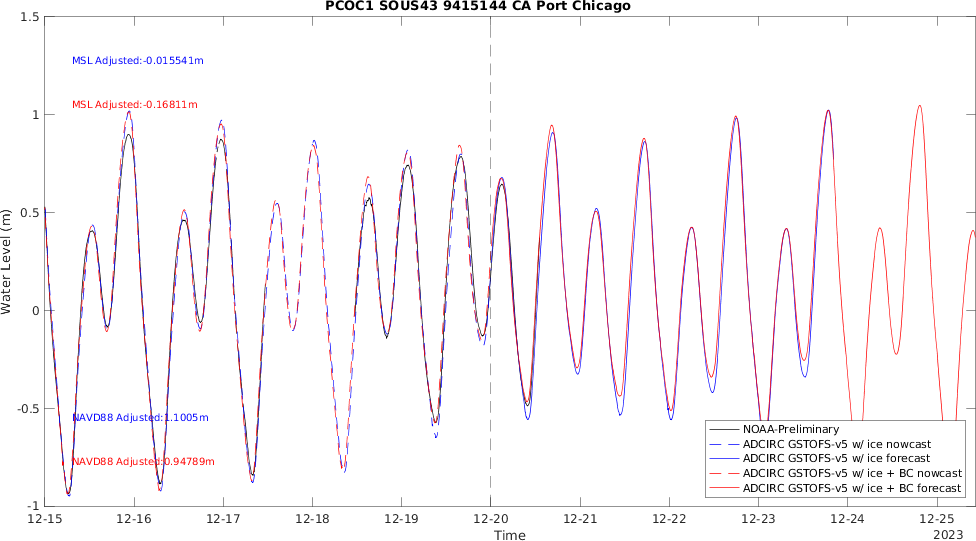 PCOC1 SOUS43 9415144 CA Port Chicago
1.5
MSL Adjusted:-0.015541m
MSL Adjusted:-0.16811m
1
0.5
Water Level (m)
0
-0.5
NAVD88 Adjusted:1.1005m
NAVD88 Adjusted:0.94789m
-1
NOAA-Preliminary
ADCIRC GSTOFS-v5 w/ ice nowcast
ADCIRC GSTOFS-v5 w/ ice forecast
ADCIRC GSTOFS-v5 w/ ice + BC nowcast
ADCIRC GSTOFS-v5 w/ ice + BC forecast
12-15 12-16 12-17 12-18 12-19 12-20 12-21 12-22 12-23 12-24 12-25
Time
2023